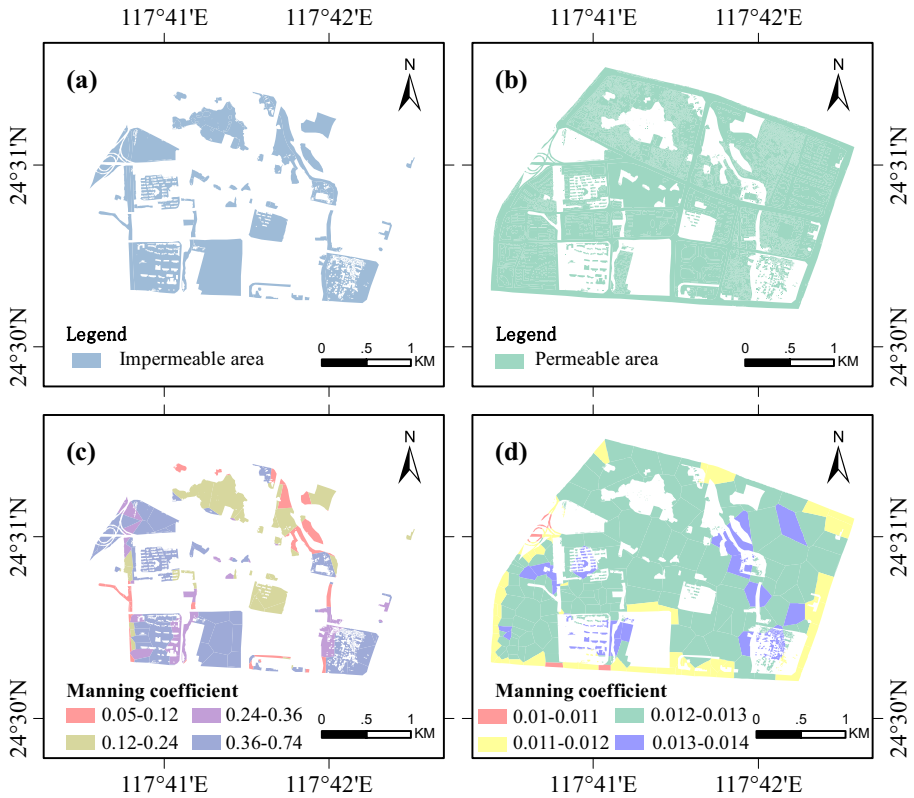 117°41'E 117°42'E 117°41'E 117°42'E
(a) N
(b) N
24°31'N 24°31'N
24°30'N 24°30'N
Legend
Impermeable area
0 .5 1
KM
Legend
Permeable area
0 .5 1
KM
(c) N
(d) N
24°31'N 24°31'N
24°30'N 24°30'N
Manning coefficient
0.05-0.12 0.24-0.36
0.12-0.24 0.36-0.74
0 .5 1
KM
Manning coefficient
0.01-0.011 0.012-0.013
0.011-0.012 0.013-0.014
0 .5 1
KM
117°41'E 117°42'E 117°41'E 117°42'E